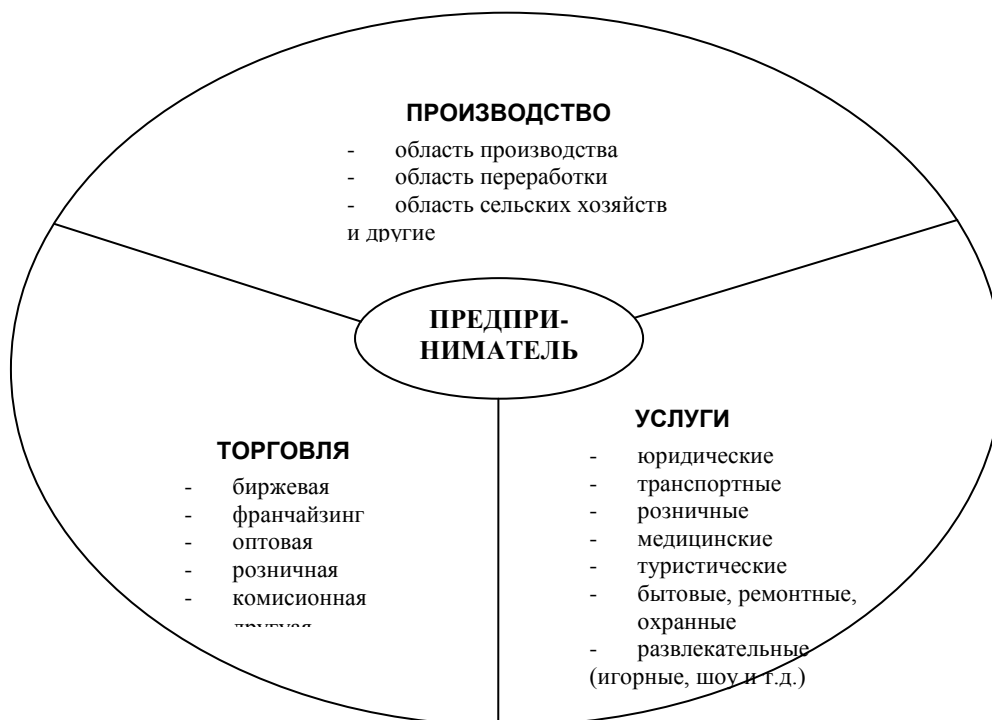 ПРОИЗВОДСТВО
- область производства
- область переработки
- область сельских хозяйств
и другие
ПРЕДПРИ-
НИМАТЕЛЬ
ТОРГОВЛЯ
- биржевая
- франчайзинг
- оптовая
- розничная
- комисионная
УСЛУГИ
- юридические
- транспортные
- розничные
- медицинские
- туристические
- бытовые, ремонтные,
охранные
- развлекательные
(игорные, шоу и т.д.)